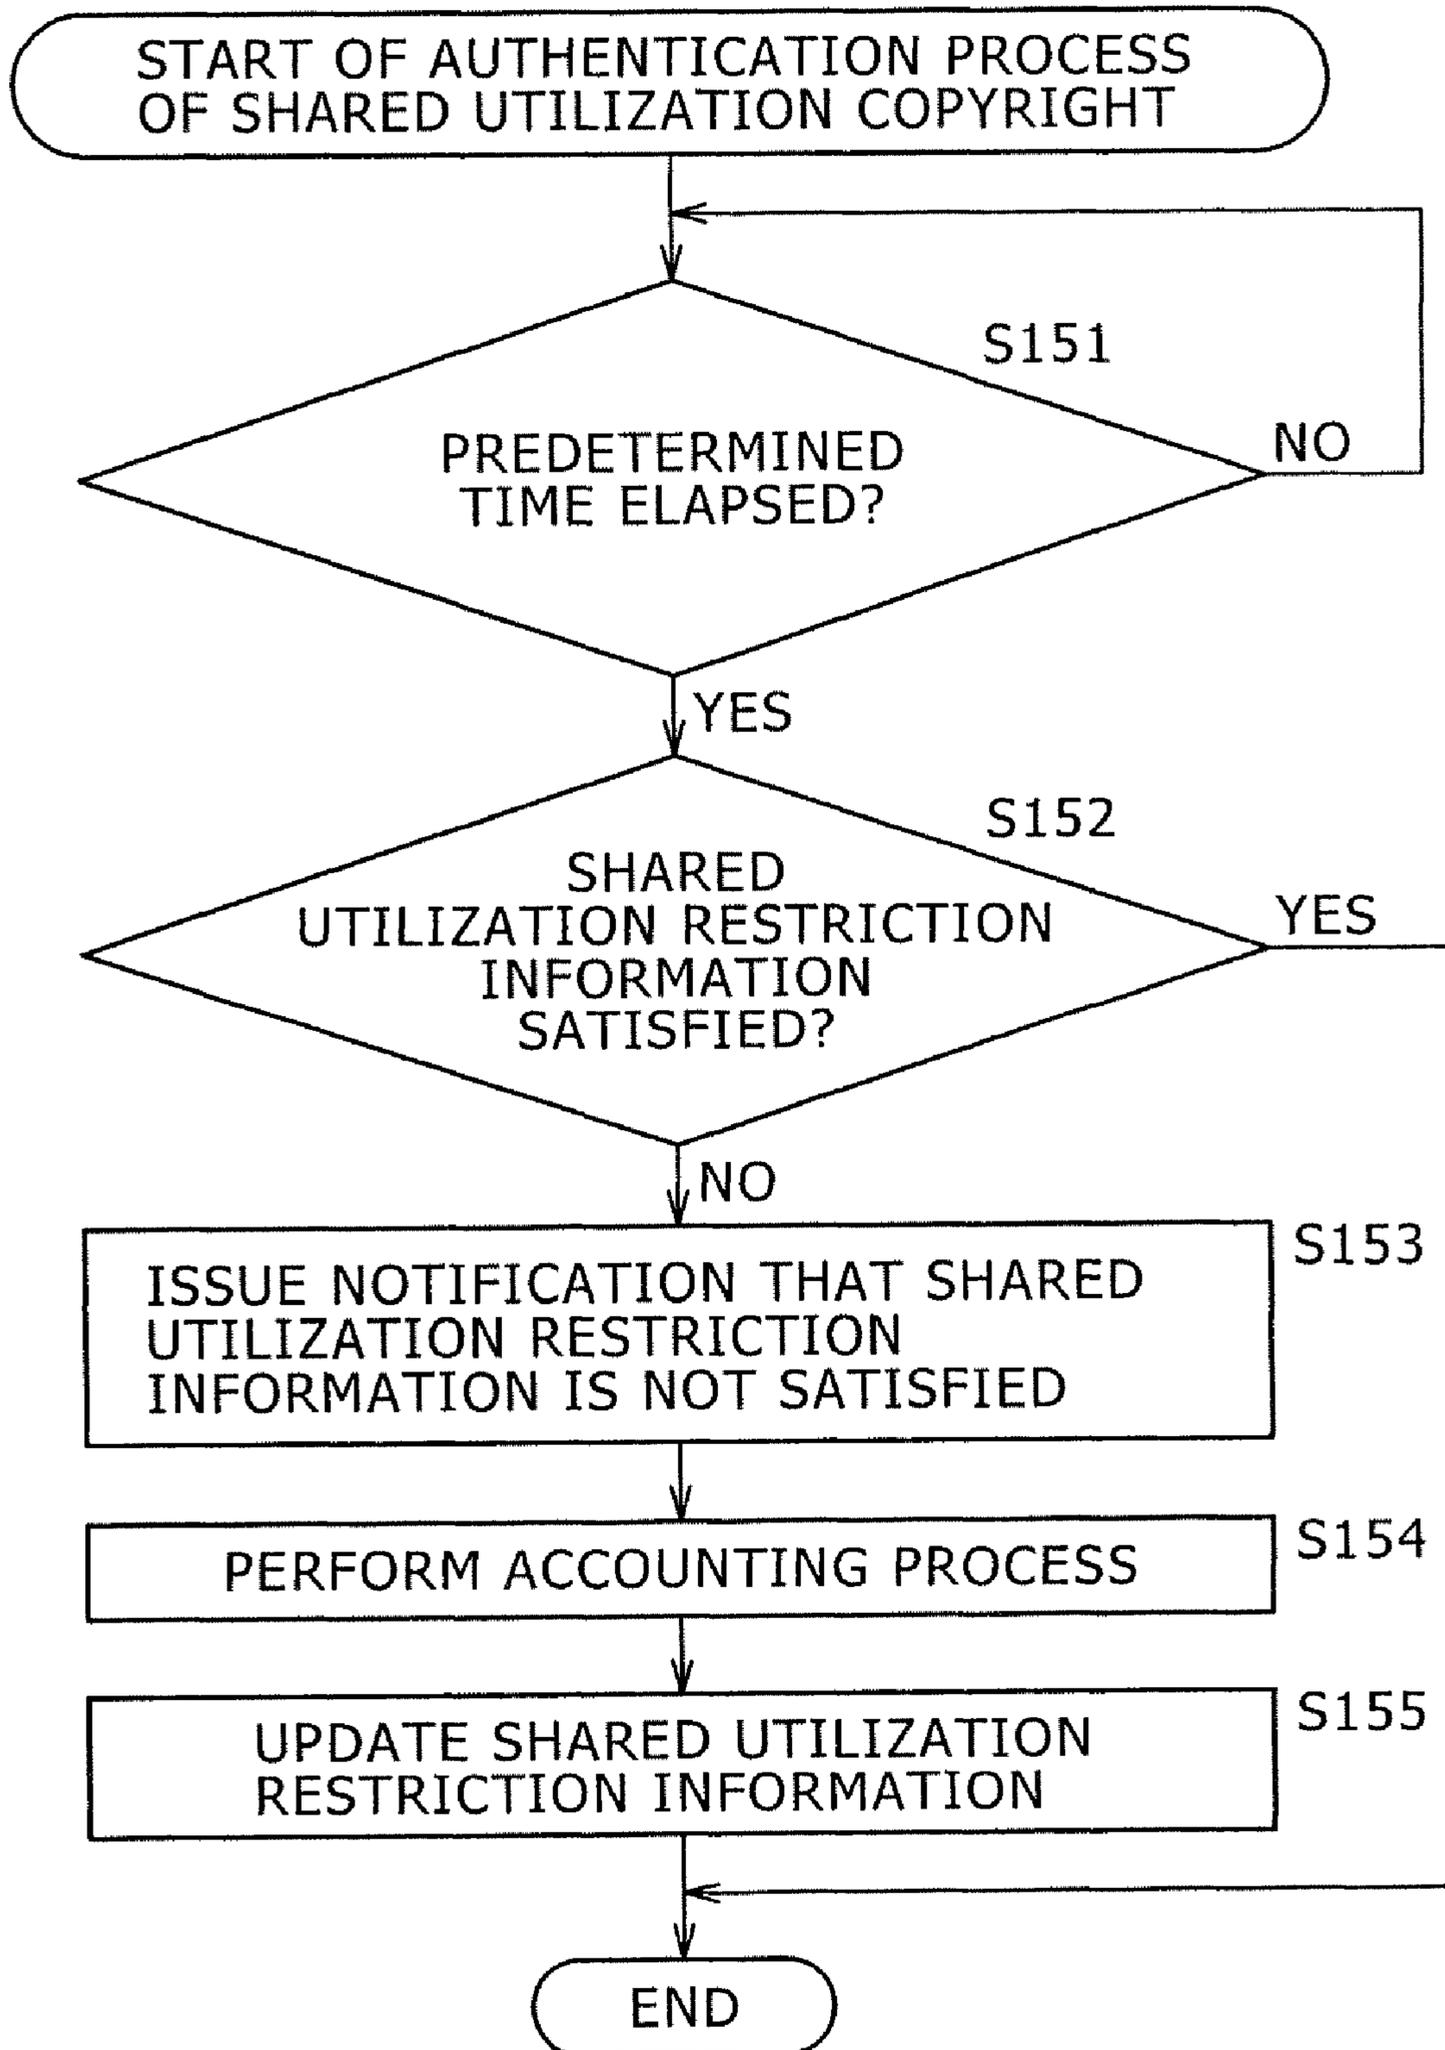 START OF AUTHENTICATION PROCESS
OF SHARED UTILIZATION COPYRIGHT
S151
PREDETERMINED
TIME ELAPSED?
NO
YES
S152
SHARED
UTILIZATION RESTRICTION
INFORMATION
SATISFIED?
YES
NO
S153
ISSUE NOTIFICATION THAT SHARED
UTILIZATION RESTRICTION
INFORMATION IS NOT SATISFIED
S154
PERFORM ACCOUNTING PROCESS
S155
UPDATE SHARED UTILIZATION
RESTRICTION INFORMATION
END